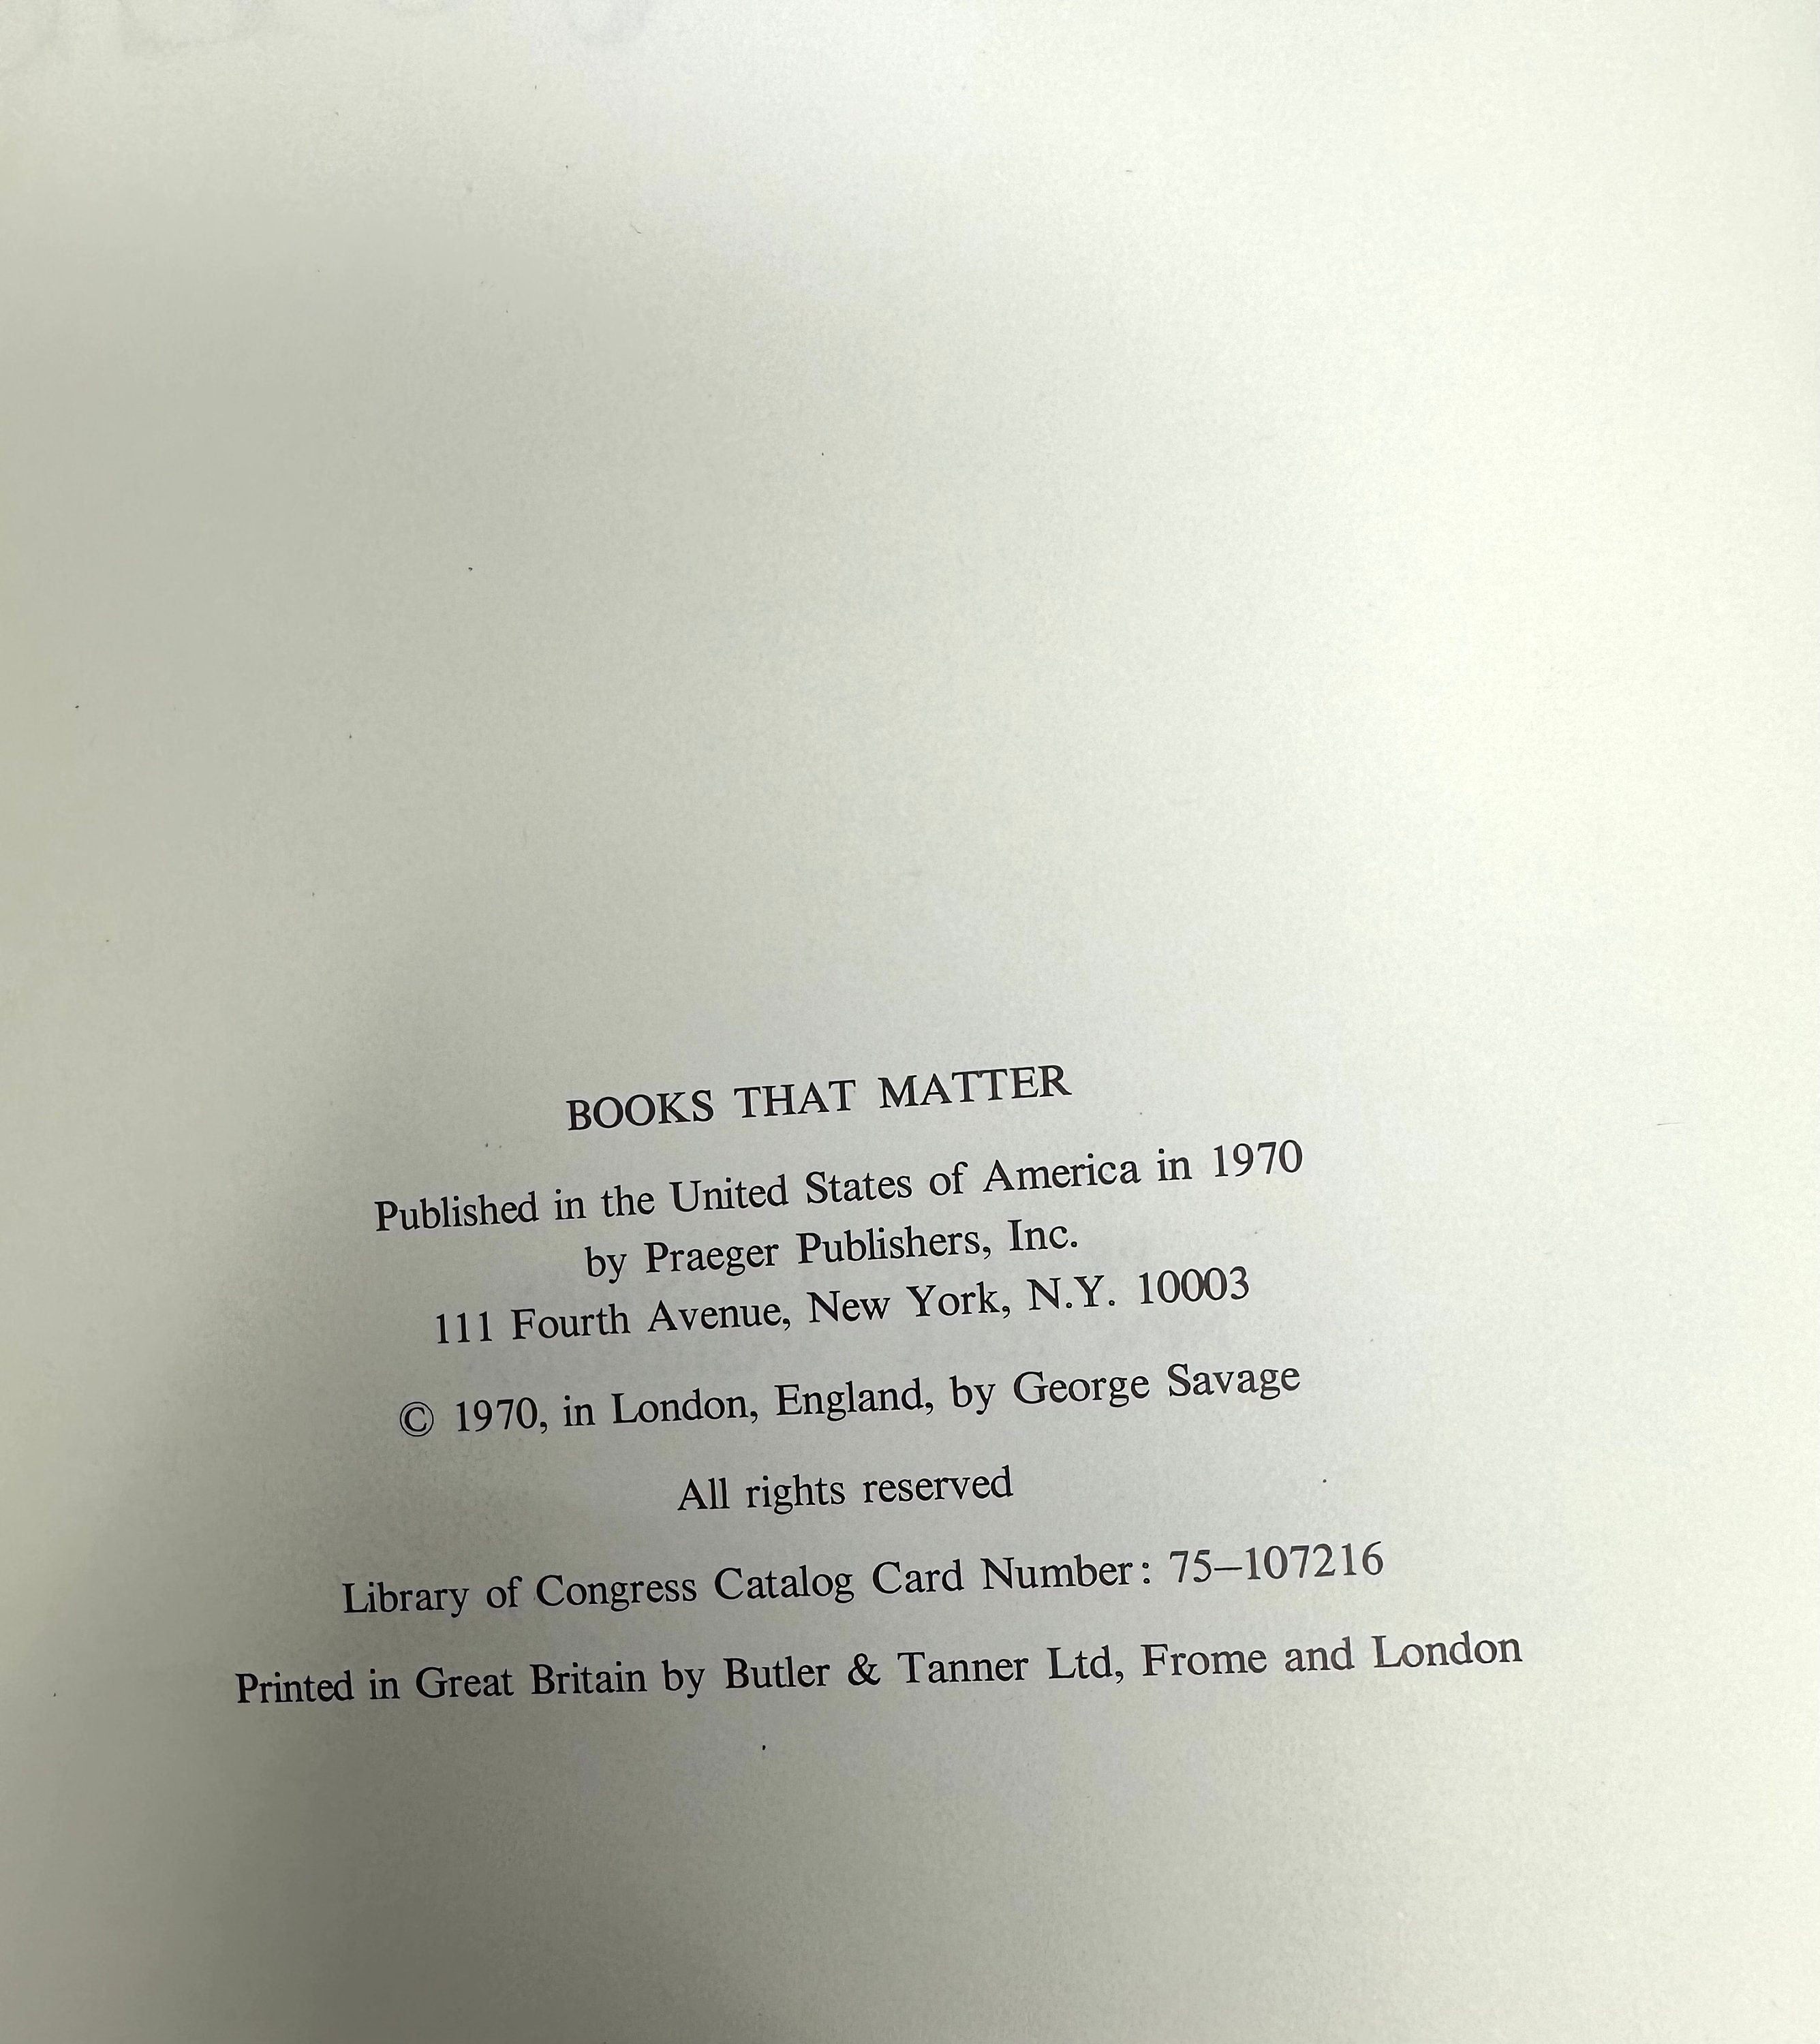 BOOKS THAT MATTER
Published in the United States of America in 1970
by Praeger Publishers, Inc.
111 Fourth Avenue, New York, N.Y. 10003
© 1970, in London, England, by George Savage
All rights reserved
Library of Congress Catalog Card Number: 75–107216
Printed in Great Britain by Butler & Tanner Ltd, Frome and London